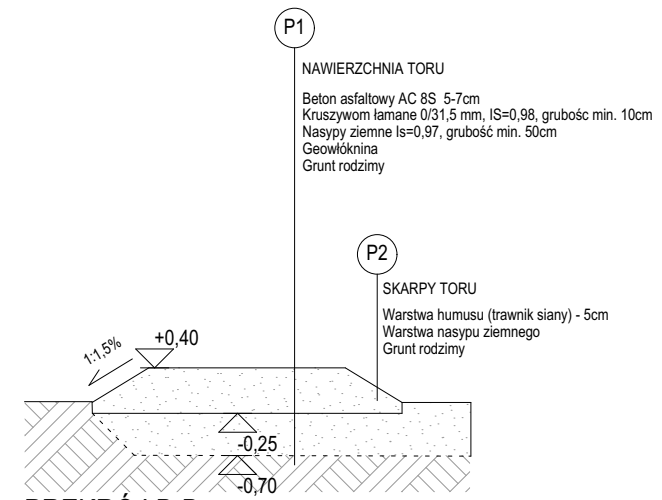 P1
NAWIERZCHNIA TORU
Beton asfaltowy AC 8S 5-7cm
Kruszywom łamane 0/31,5 mm, IS=0,98, grubośc min. 10cm
Nasypy ziemne Is=0,97, grubość min. 50cm
Geowłóknina
Grunt rodzimy
P2
SKARPY TORU
Warstwa humusu (trawnik siany) - 5cm
Warstwa nasypu ziemnego
Grunt rodzimy
1:1,5%
+0,40
-0,25
-0,70